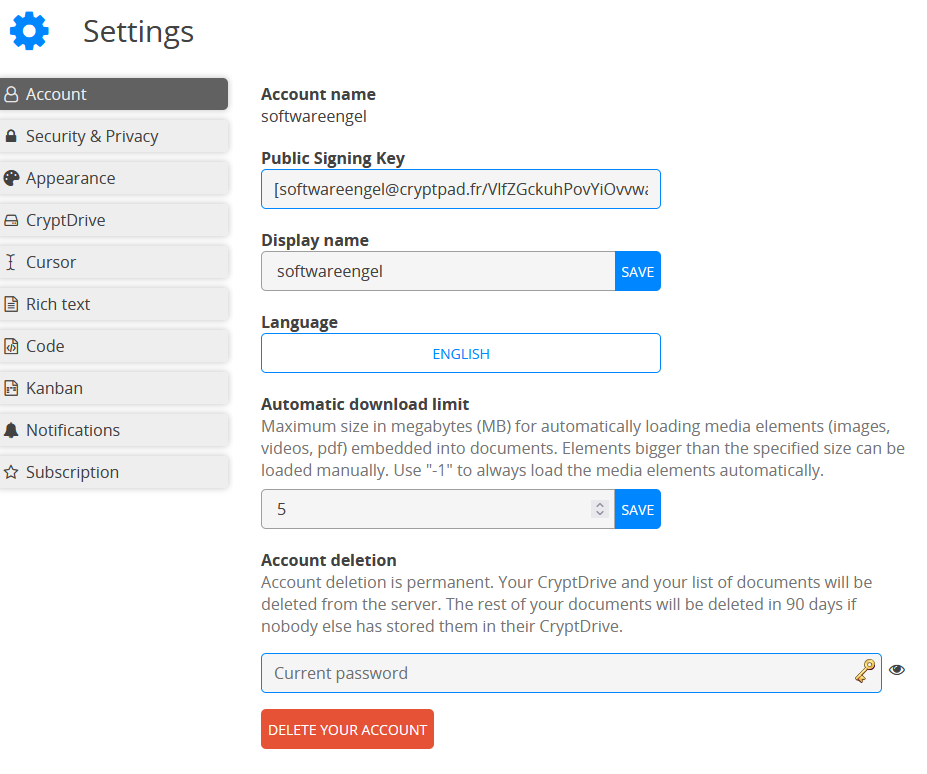 Settings
Account
Security & Privacy
Appearance
CryptDrive
Cursor
Rich text
Code
Kanban
Notifications
Subscription
Account name
softwareengel
Public Signing Key
[softwareengel@cryptpad.fr/VlfZGckuhPovYiOvvwa
Display name
softwareengel
SAVE
Language
ENGLISH
Automatic download limit
Maximum size in megabytes (MB) for automatically loading media elements (images,
videos, pdf) embedded into documents. Elements bigger than the specified size can be
loaded manually. Use "-1" to always load the media elements automatically.
5
SAVE
Account deletion
Account deletion is permanent. Your CryptDrive and your list of documents will be
deleted from the server. The rest of your documents will be deleted in 90 days if
nobody else has stored them in their CryptDrive.
Current password
DELETE YOUR ACCOUNT